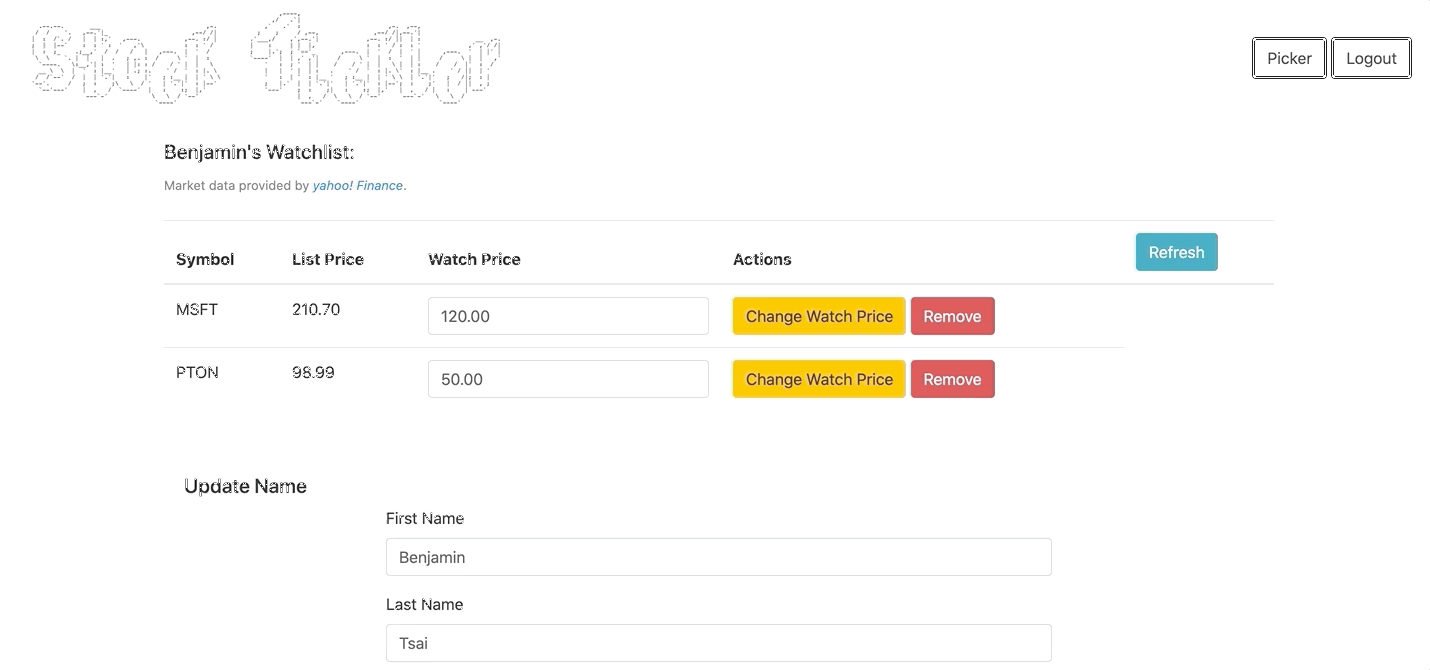 Stock Tickler
Picker Logout
Benjamin's Watchlist:
Market data provided by yahoo! Finance.
Symbol List Price Watch Price Actions Refresh
MSFT 210.70 120.00 Change Watch Price Remove
PTON 98.99 50.00 Change Watch Price Remove
Update Name
First Name
Benjamin
Last Name
Tsai